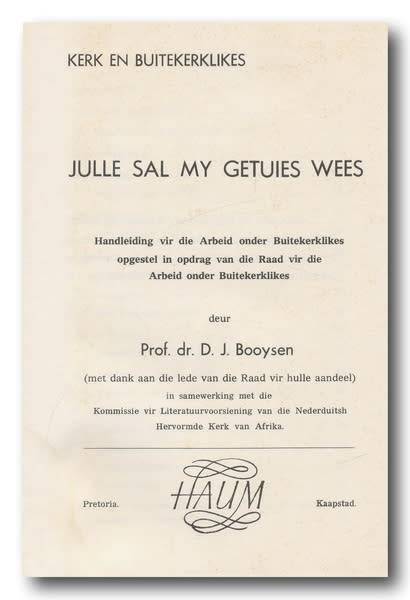 KERK EN BUITEKERKLIKES
JULLE SAL MY GETUIES WEES
Handleiding vir die Arbeid onder Buitekerklikes
opgestel in opdrag van die Raad vir die
Arbeid onder Buitekerklikes
deur
Prof. dr. D. J. Booysen
(met dank aan die lede van die Raad vir hulle aandeel)
in samewerking met die
Kommissie vir Literatuurvoorsiening van die Nederduitsh
Hervormde Kerk van Afrika.
HAUM
Pretoria. Kaapstad.